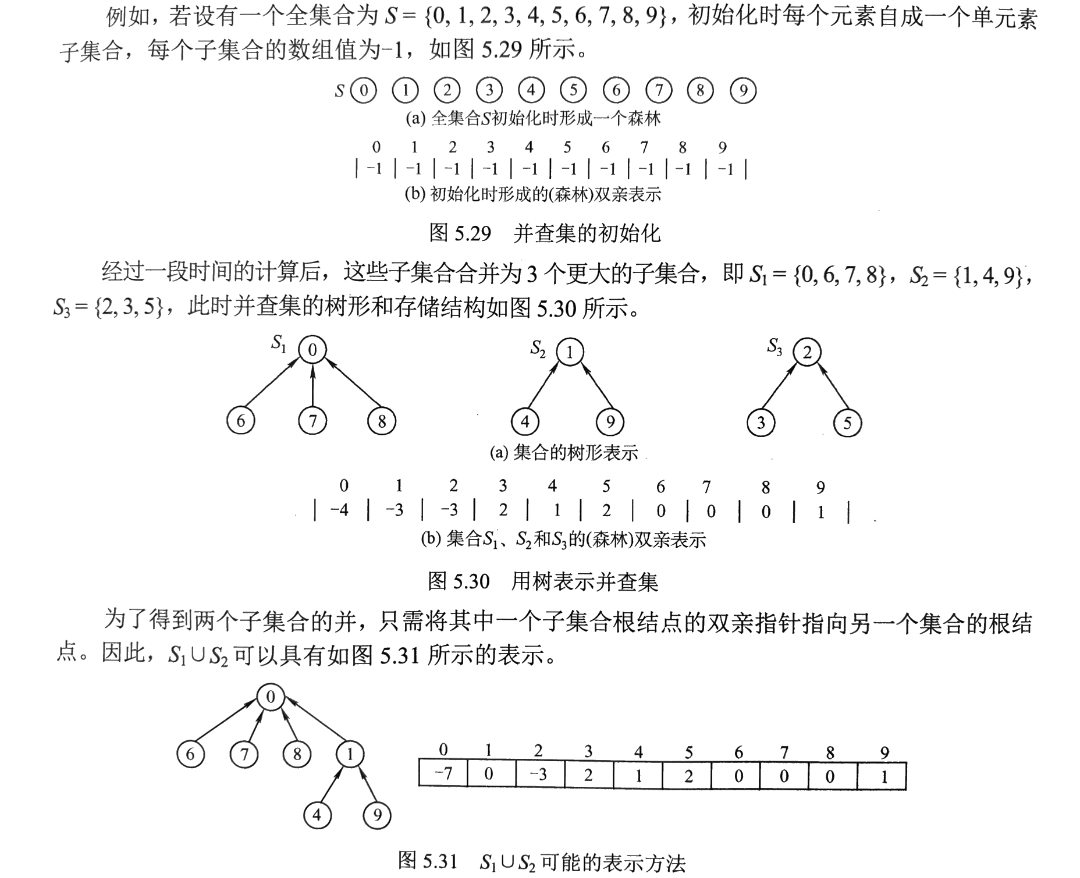 例如，若设有一个全集合为 S = {0, 1, 2, 3, 4, 5, 6, 7, 8, 9}，初始化时每个元素自成一个单元素
子集合，每个子集合的数组值为-1，如图 5.29 所示。
S 0 1 2 3 4 5 6 7 8 9
(a) 全集合S初始化时形成一个森林
0 1 2 3 4 5 6 7 8 9
| -1 | -1 | -1 | -1 | -1 | -1 | -1 | -1 | -1 | -1 |
(b) 初始化时形成的(森林)双亲表示
图 5.29 并查集的初始化
经过一段时间的计算后，这些子集合合并为 3 个更大的子集合，即 S₁ = {0, 6, 7, 8}，S₂ = {1, 4, 9}，
S₃ = {2, 3, 5}，此时并查集的树形和存储结构如图 5.30 所示。
S₁ 0 S₂ 1 S₃ 2
6 7 8 4 9 3 5
(a) 集合的树形表示
0 1 2 3 4 5 6 7 8 9
| -4 | -3 | -3 | 2 | 1 | 2 | 0 | 0 | 0 | 1 |
(b) 集合S₁、S₂和S₃的(森林)双亲表示
图 5.30 用树表示并查集
为了得到两个子集合的并，只需将其中一个子集合根结点的双亲指针指向另一个集合的根结
点。因此，S₁∪S₂ 可以具有如图 5.31 所示的表示。
0
6 7 8 1
4 9
0 1 2 3 4 5 6 7 8 9
-7 0 -3 2 1 2 0 0 0 1
图 5.31 S₁∪S₂ 可能的表示方法